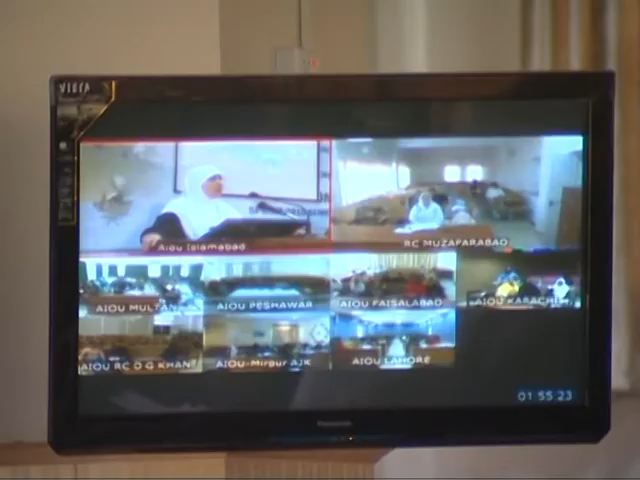 VIERA
AIOU Islamabad
RC MUZAFARABAD
AIOU MULTAN
AIOU PESHAWAR
AIOU FAISALABAD
AIOU KARACHI
AIOU RC D G KHAN
AIOU-Mirpur AJK
AIOU LAHORE
01:55:23
Panasonic